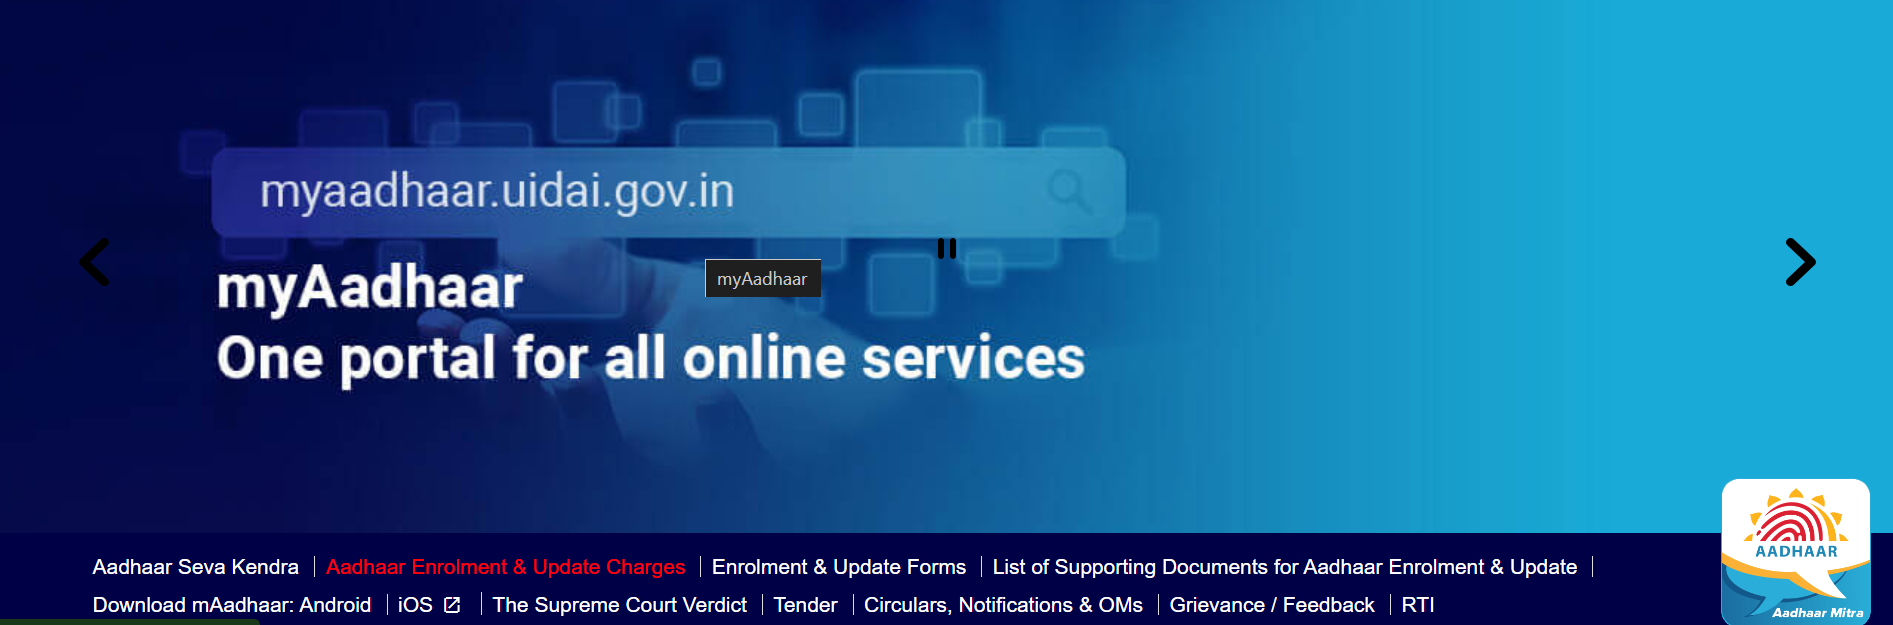 myaadhaar.uidai.gov.in
myAadhaar
myAadhaar
One portal for all online services
Aadhaar Seva Kendra Aadhaar Enrolment & Update Charges Enrolment & Update Forms List of Supporting Documents for Aadhaar Enrolment & Update
Download mAadhaar: Android iOS The Supreme Court Verdict Tender Circulars, Notifications & OMs Grievance / Feedback RTI
AADHAAR
Aadhaar Mitra